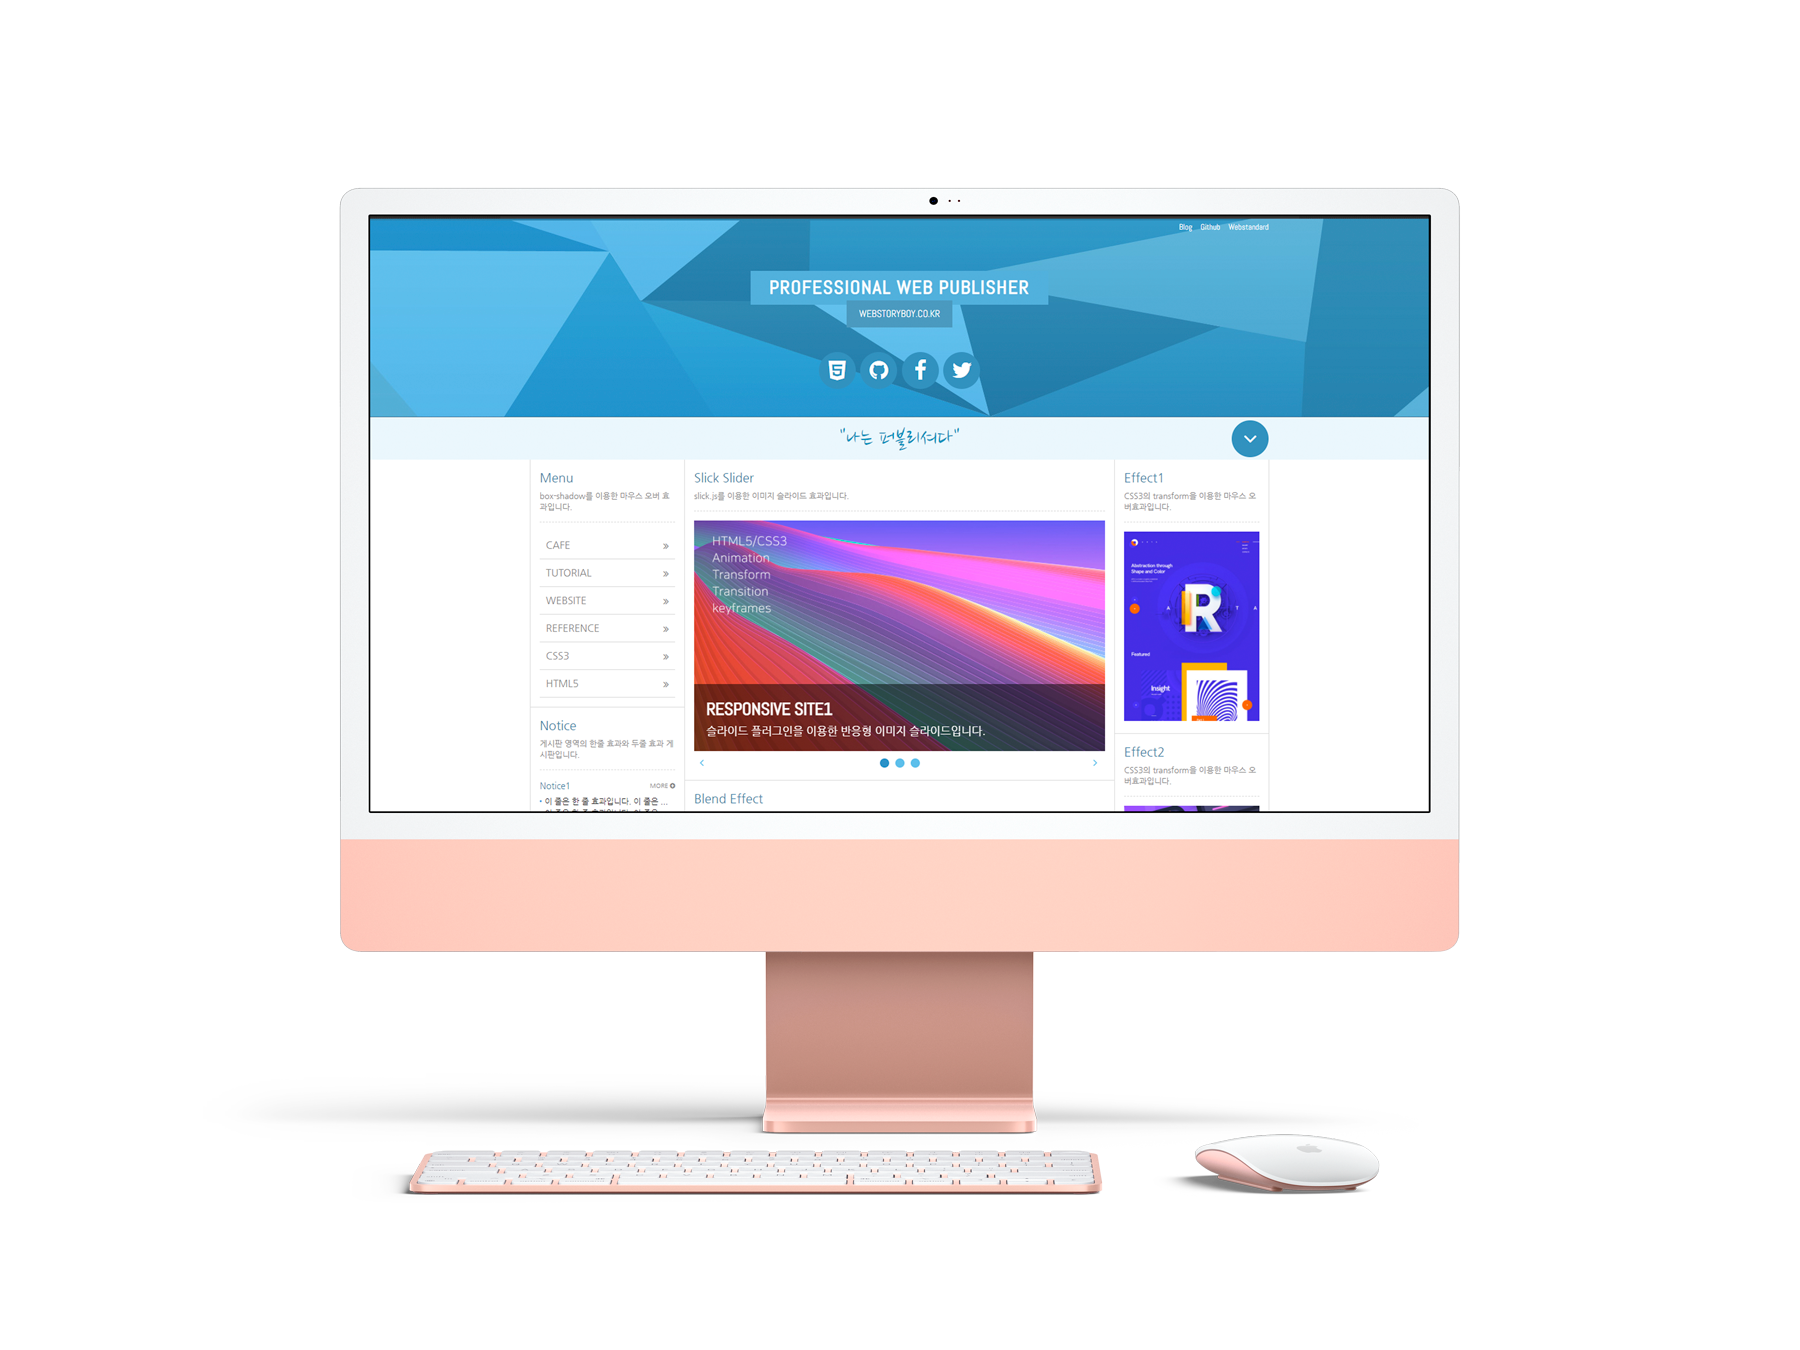 Blog Github Webstandard
PROFESSIONAL WEB PUBLISHER
WEBSTORYBOY.CO.KR
"나는 퍼블리셔다"
Menu
box-shadow를 이용한 마우스 오버 효
과입니다.
CAFE
TUTORIAL
WEBSITE
REFERENCE
CSS3
HTML5
Notice
게시판 영역의 한줄 효과와 두줄 효과 게
시판입니다.
Notice1 MORE
이 줄은 한 줄 효과입니다. 이 줄은 ...
Slick Slider
slick.js를 이용한 이미지 슬라이드 효과입니다.
HTML5/CSS3
Animation
Transform
Transition
keyframes
RESPONSIVE SITE1
슬라이드 플러그인을 이용한 반응형 이미지 슬라이드입니다.
Blend Effect
Effect1
CSS3의 transform을 이용한 마우스 오
버효과입니다.
Abstraction through
Shape and Color
A R T A
Featured
Insight
Effect2
CSS3의 transform을 이용한 마우스 오
버효과입니다.